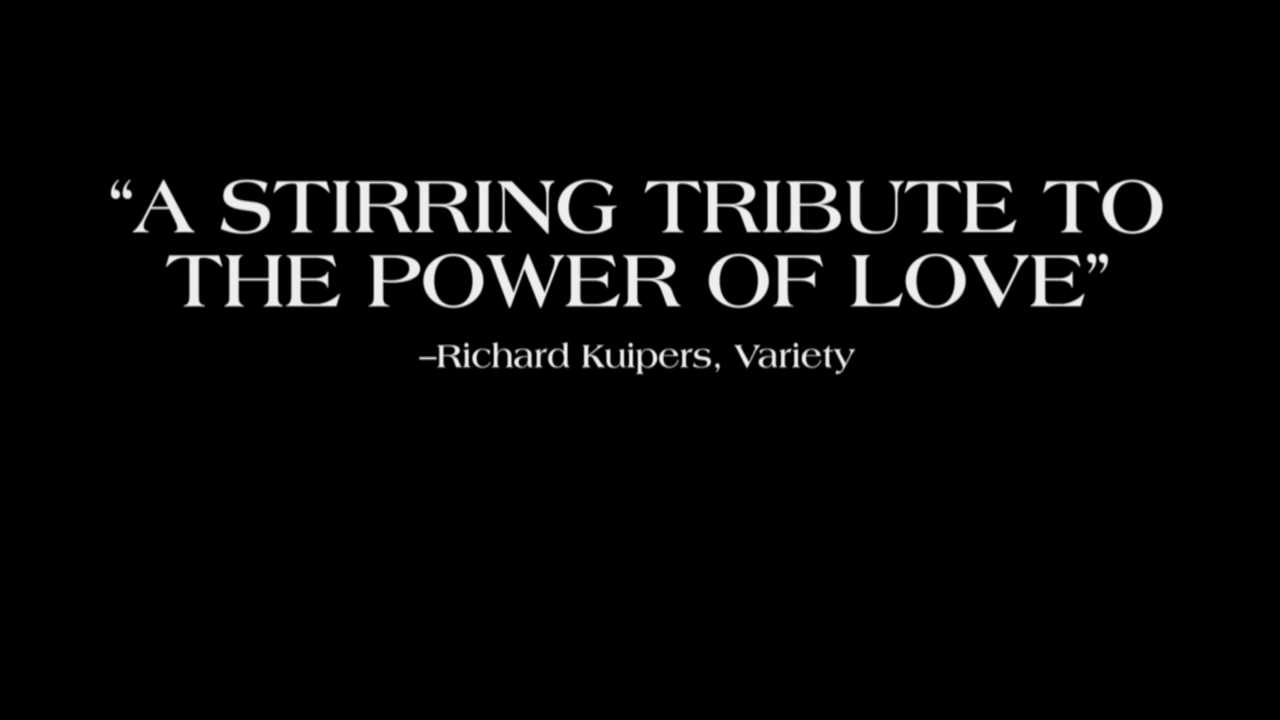 “A STIRRING TRIBUTE TO
THE POWER OF LOVE”
–Richard Kuipers, Variety